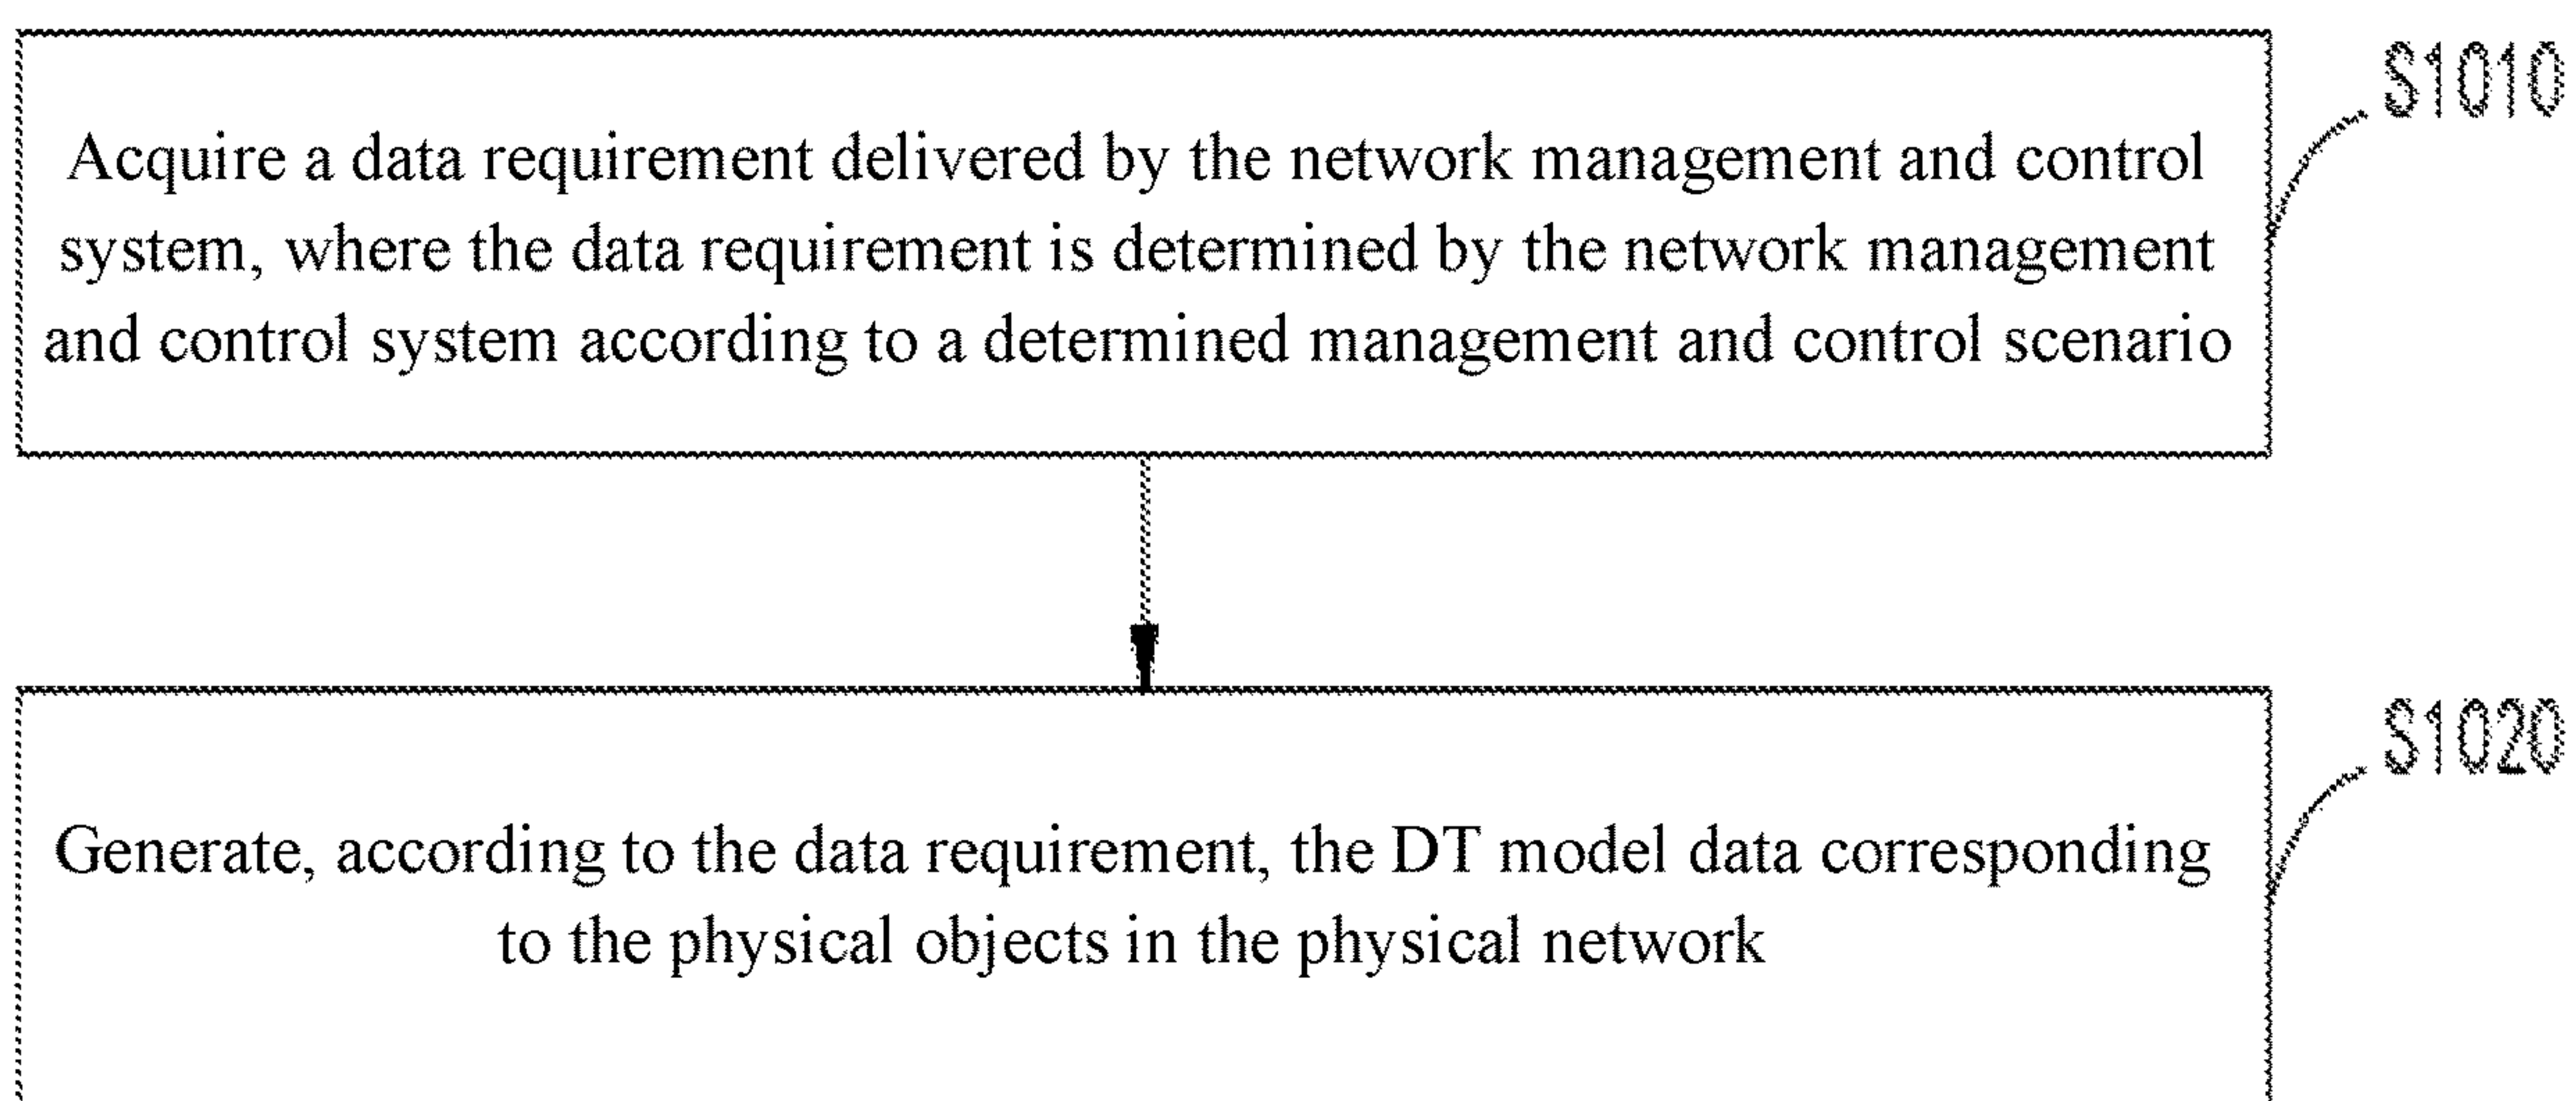 S1010
Acquire a data requirement delivered by the network management and control
system, where the data requirement is determined by the network management
and control system according to a determined management and control scenario
S1020
Generate, according to the data requirement, the DT model data corresponding
to the physical objects in the physical network